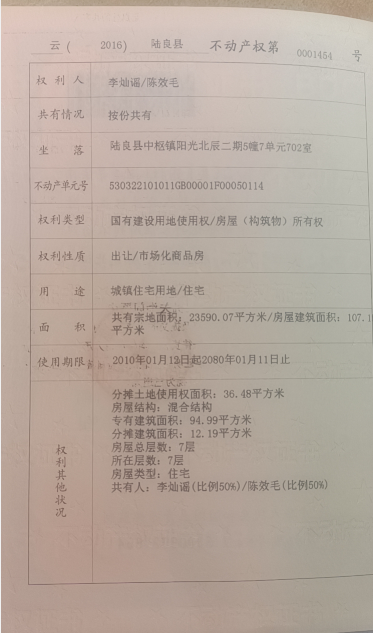 云( 2016) 陆良县 不动产权第 0001454 号
权利人 李灿谣/陈效毛
共有情况 按份共有
坐落 陆良县中枢镇阳光北辰二期5幢7单元702室
不动产单元号 530322101011GB00001F00050114
权利类型 国有建设用地使用权/房屋(构筑物)所有权
权利性质 出让/市场化商品房
用途 城镇住宅用地/住宅
面积 共有宗地面积: 23590.07平方米/房屋建筑面积: 107.1
平方米
使用期限 2010年01月12日起2080年01月11日止
权利其他状况
分摊土地使用权面积: 36.48平方米
房屋结构: 混合结构
专有建筑面积: 94.99平方米
分摊建筑面积: 12.19平方米
房屋总层数: 7层
所在层数: 7层
房屋类型: 住宅
共有人: 李灿谣(比例50%)/陈效毛(比例50%)